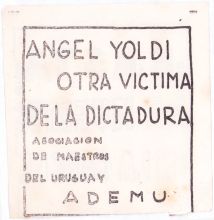 ANGEL YOLDI
OTRA VICTIMA
DE LA DICTADURA
ASOCIACION
DE MAESTROS
DEL URUGUAY
ADEMU